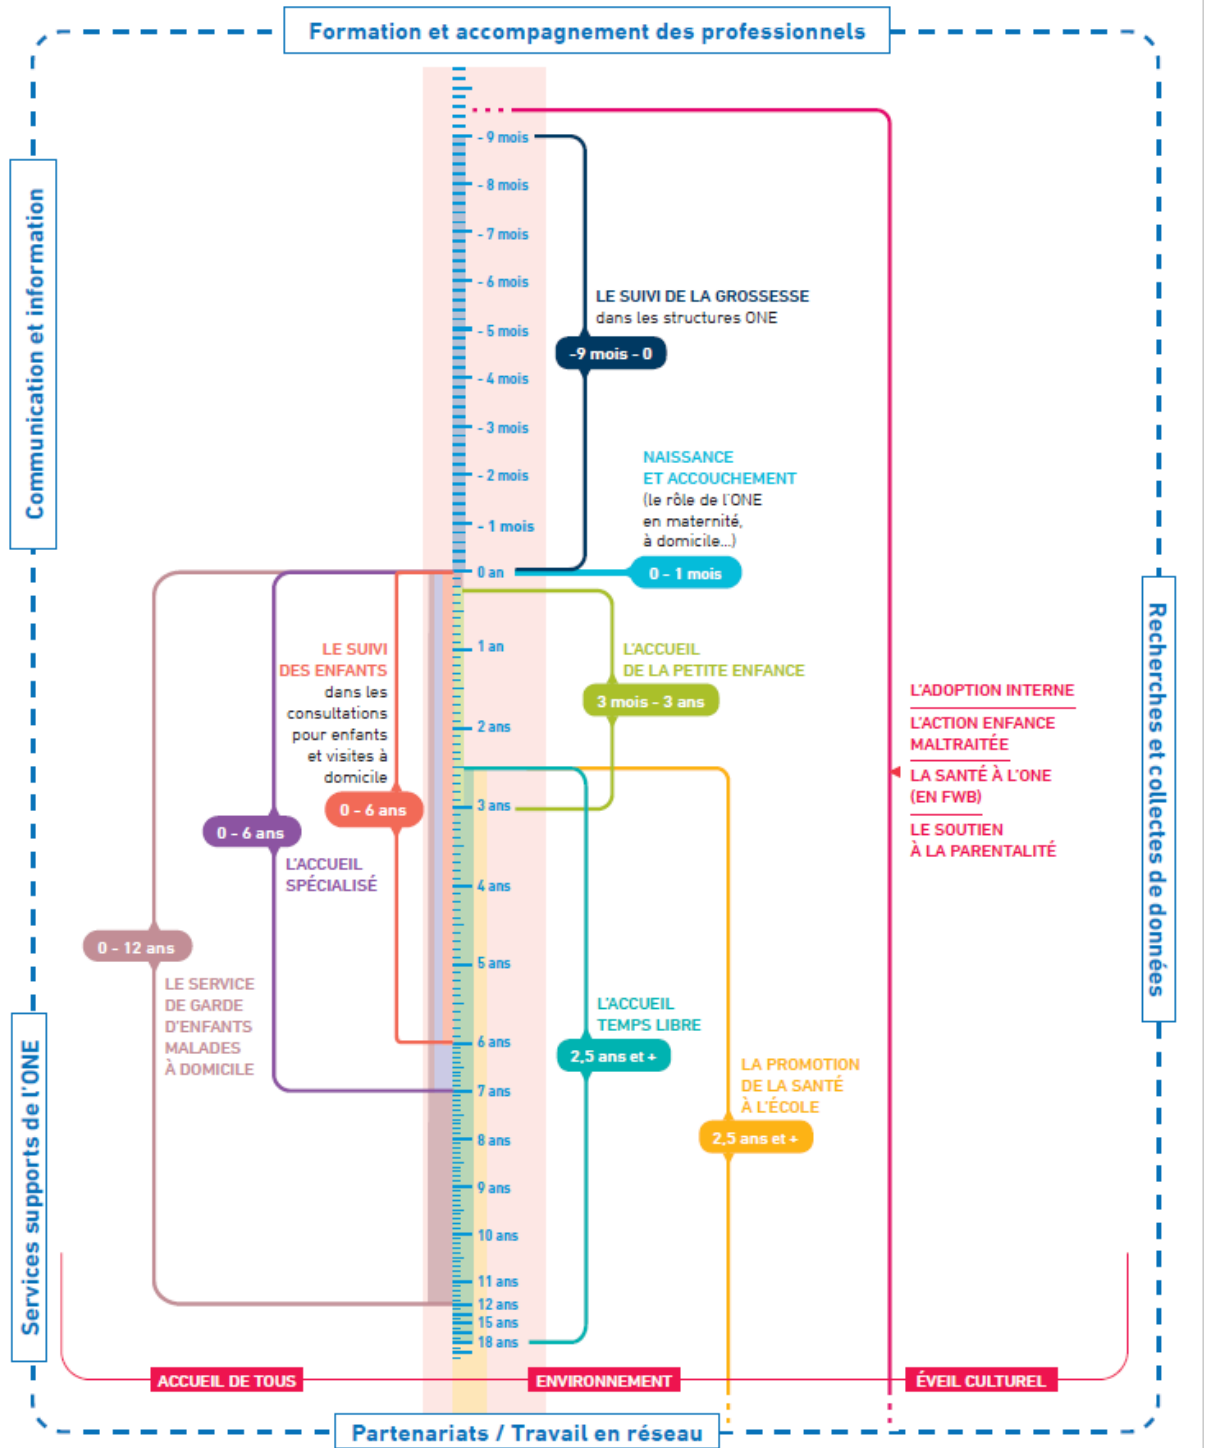 Formation et accompagnement des professionnels
Communication et information
Services supports de l'ONE
Recherches et collectes de données
- 9 mois
- 8 mois
- 7 mois
- 6 mois
- 5 mois
- 4 mois
- 3 mois
- 2 mois
- 1 mois
0 an
1 an
2 ans
3 ans
4 ans
5 ans
6 ans
7 ans
8 ans
9 ans
10 ans
11 ans
12 ans
15 ans
18 ans
LE SUIVI DE LA GROSSESSE
dans les structures ONE
-9 mois - 0
NAISSANCE
ET ACCOUCHEMENT
(le rôle de l'ONE
en maternité,
à domicile...)
0 - 1 mois
LE SUIVI
DES ENFANTS
dans les
consultations
pour enfants
et visites à
domicile
0 - 6 ans
L'ACCUEIL
DE LA PETITE ENFANCE
3 mois - 3 ans
0 - 6 ans
L'ACCUEIL
SPÉCIALISÉ
0 - 12 ans
LE SERVICE
DE GARDE
D'ENFANTS
MALADES
À DOMICILE
L'ACCUEIL
TEMPS LIBRE
2,5 ans et +
LA PROMOTION
DE LA SANTÉ
À L'ÉCOLE
2,5 ans et +
L'ADOPTION INTERNE
L'ACTION ENFANCE
MALTRAITÉE
LA SANTÉ À L'ONE
(EN FWB)
LE SOUTIEN
À LA PARENTALITÉ
ACCUEIL DE TOUS
ENVIRONNEMENT
ÉVEIL CULTUREL
Partenariats / Travail en réseau